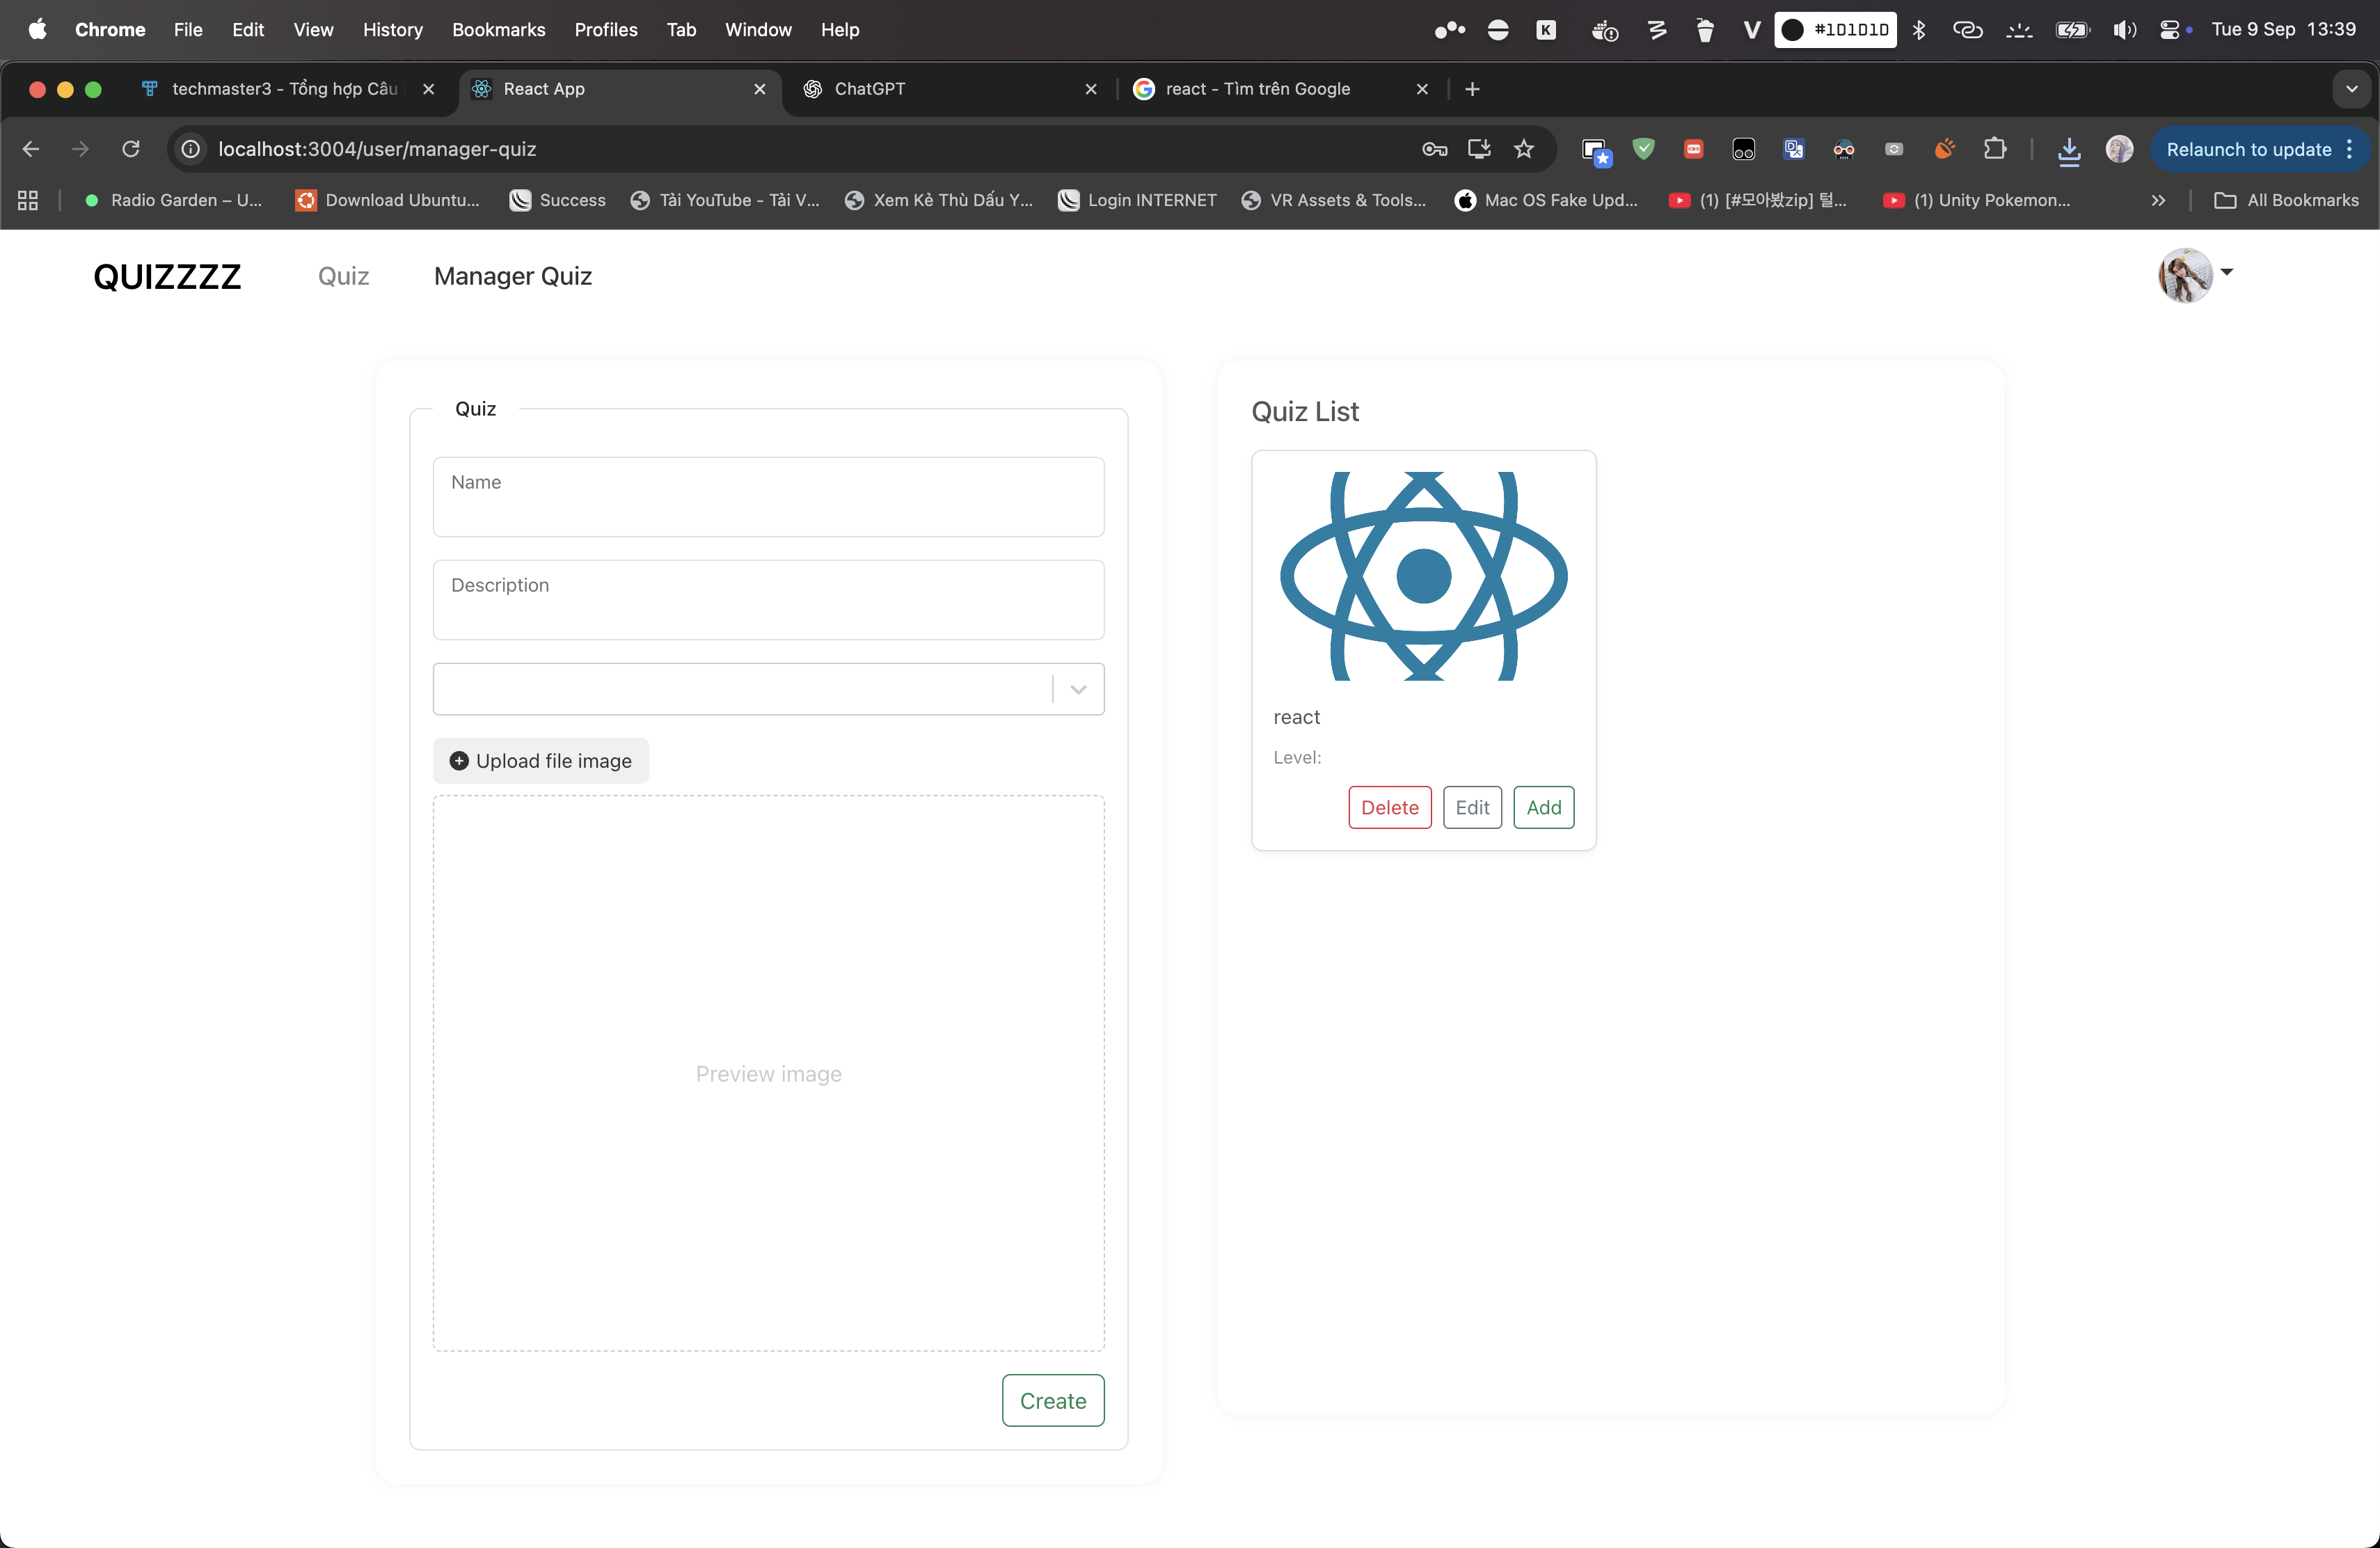 Chrome File Edit View History Bookmarks Profiles Tab Window Help K V #1D1D1D Tue 9 Sep 13:39
techmaster3 - Tổng hợp Câu React App ChatGPT react - Tìm trên Google
localhost:3004/user/manager-quiz Relaunch to update
Radio Garden – U... Download Ubuntu... Success Tải YouTube - Tải V... Xem Kẻ Thù Dấu Y... Login INTERNET VR Assets & Tools... Mac OS Fake Upd... (1) [#모아봤zip] 털... (1) Unity Pokemon... All Bookmarks
QUIZZZZ Quiz Manager Quiz
Quiz
Name
Description
Upload file image
Preview image
Create
Quiz List
react
Level:
Delete Edit Add